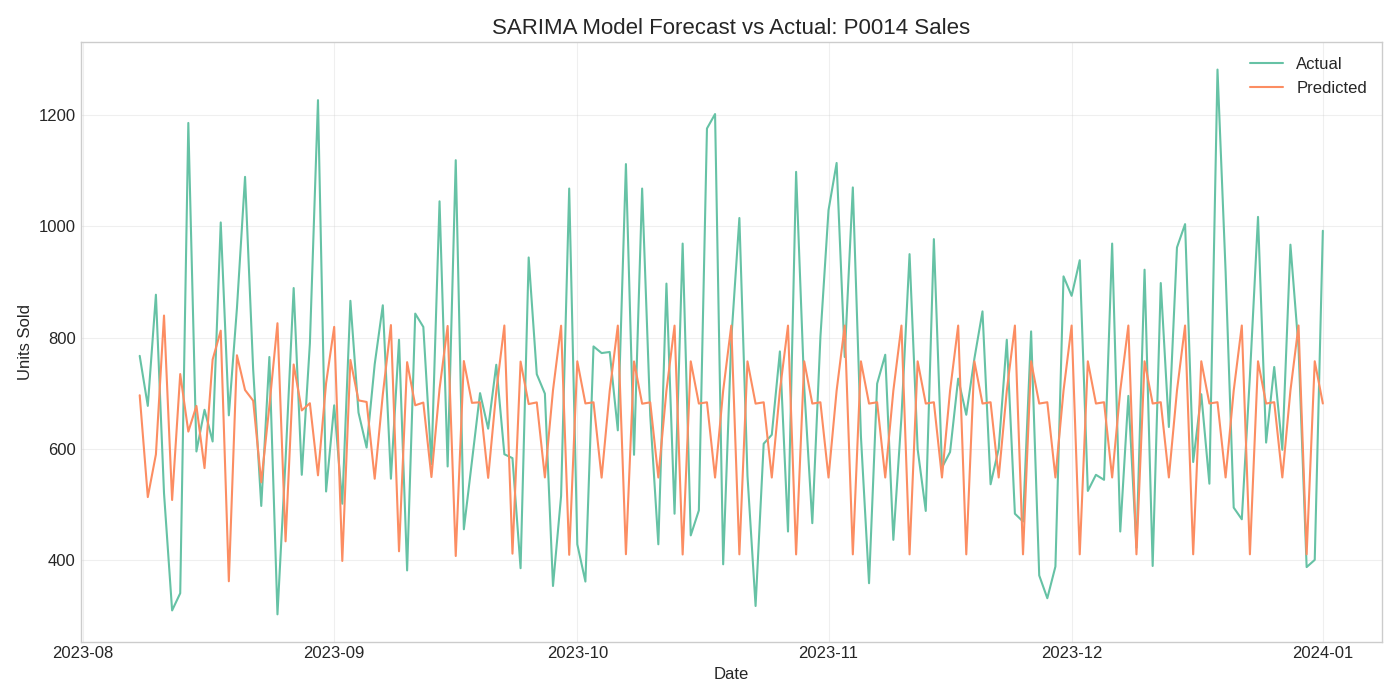 SARIMA Model Forecast vs Actual: P0014 Sales
Actual
Predicted
1200
1000
800
600
400
Units Sold
2023-08
2023-09
2023-10
2023-11
2023-12
2024-01
Date